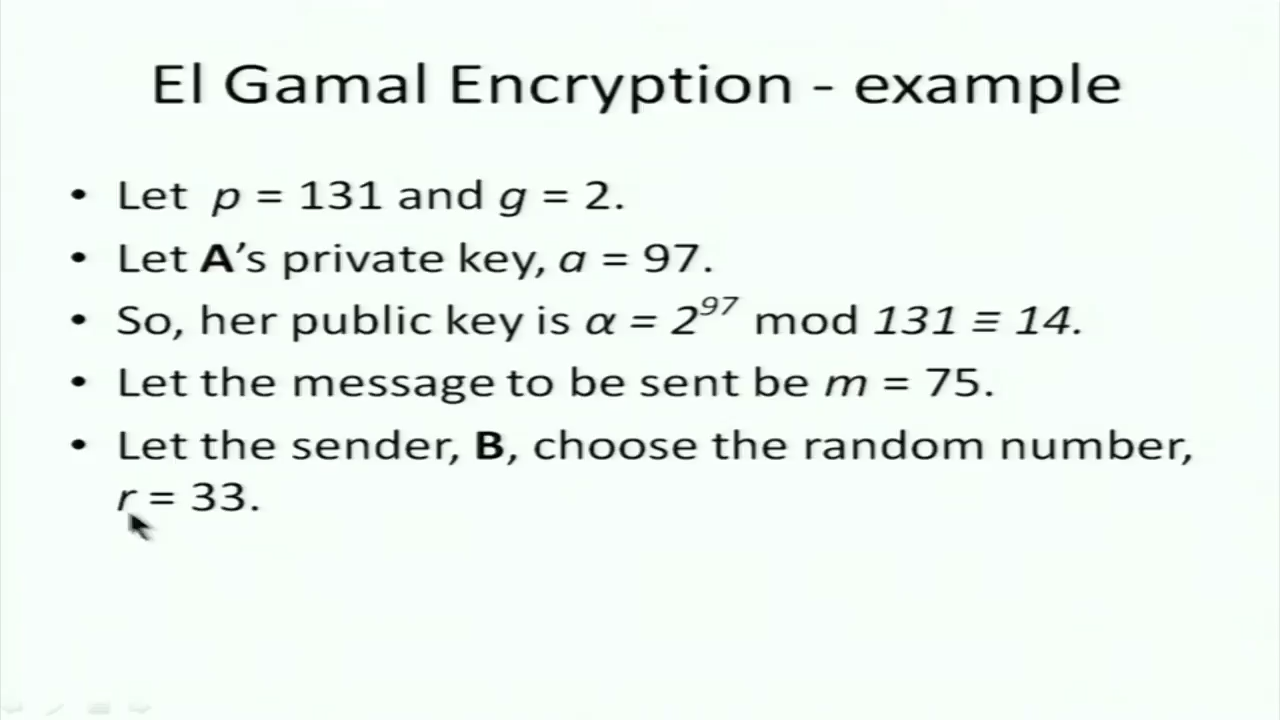 El Gamal Encryption - example
• Let p = 131 and g = 2.
• Let A's private key, a = 97.
• So, her public key is α = 2^97 mod 131 ≡ 14.
• Let the message to be sent be m = 75.
• Let the sender, B, choose the random number,
r = 33.